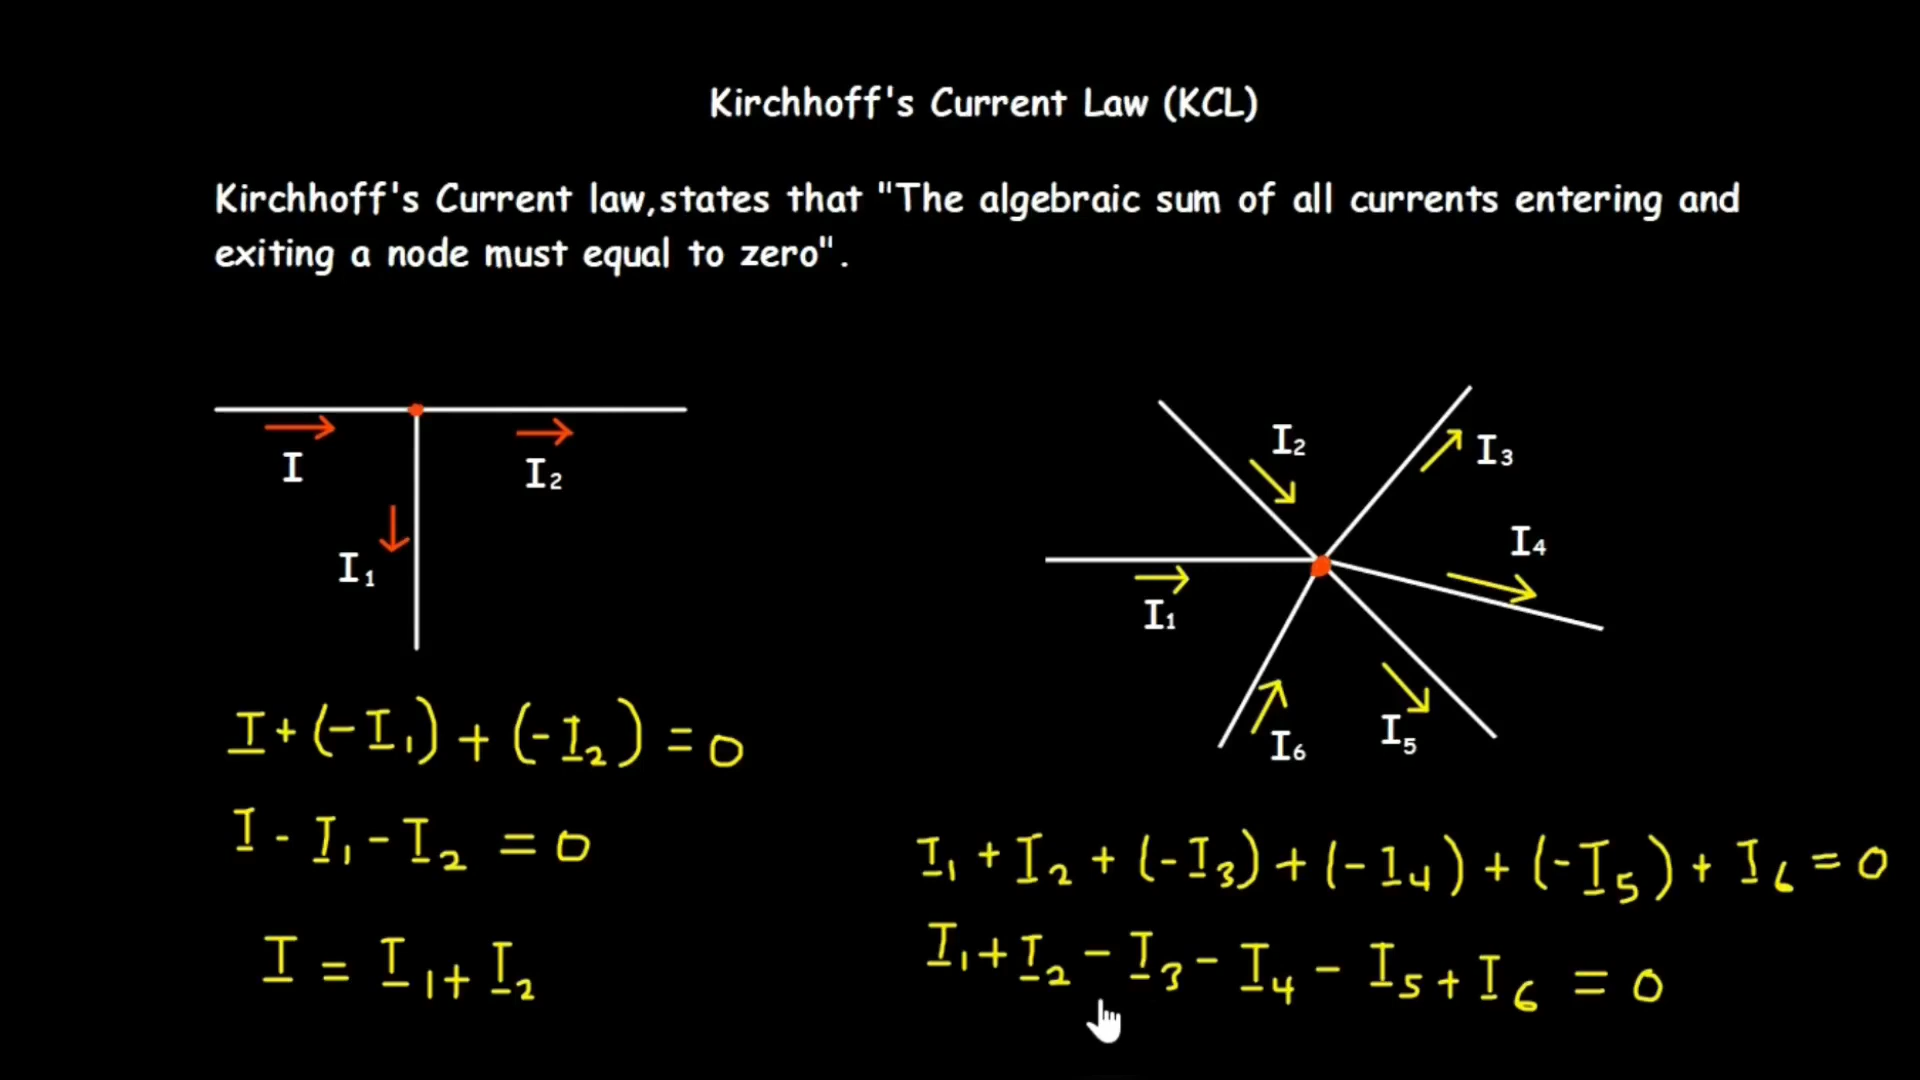 Kirchhoff's Current Law (KCL)
Kirchhoff's Current law,states that "The algebraic sum of all currents entering and
exiting a node must equal to zero".
I
I₂
I₁
I₂
I₃
I₄
I₁
I₅
I₆
I + (-I₁) + (-I₂) = 0
I - I₁ - I₂ = 0
I = I₁ + I₂
I₁ + I₂ + (-I₃) + (-I₄) + (-I₅) + I₆ = 0
I₁ + I₂ - I₃ - I₄ - I₅ + I₆ = 0